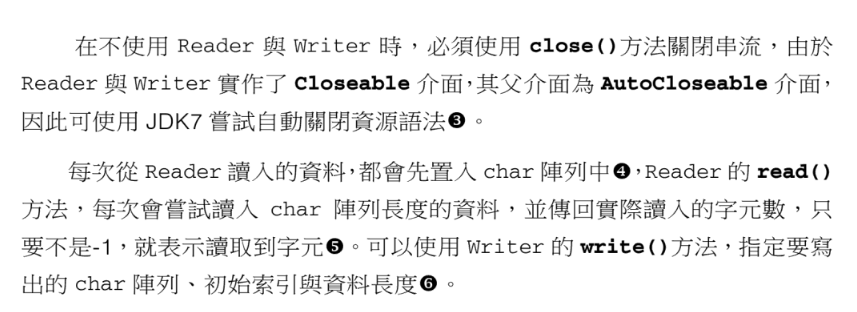 在不使用 Reader 與 Writer 時，必須使用 close()方法關閉串流，由於
Reader 與 Writer 實作了 Closeable 介面，其父介面為 AutoCloseable 介面，
因此可使用 JDK7 嘗試自動關閉資源語法❸。
每次從 Reader 讀入的資料，都會先置入 char 陣列中❹，Reader 的 read()
方法，每次會嘗試讀入 char 陣列長度的資料，並傳回實際讀入的字元數，只
要不是-1，就表示讀取到字元❺。可以使用 Writer 的 write()方法，指定要寫
出的 char 陣列、初始索引與資料長度❻。